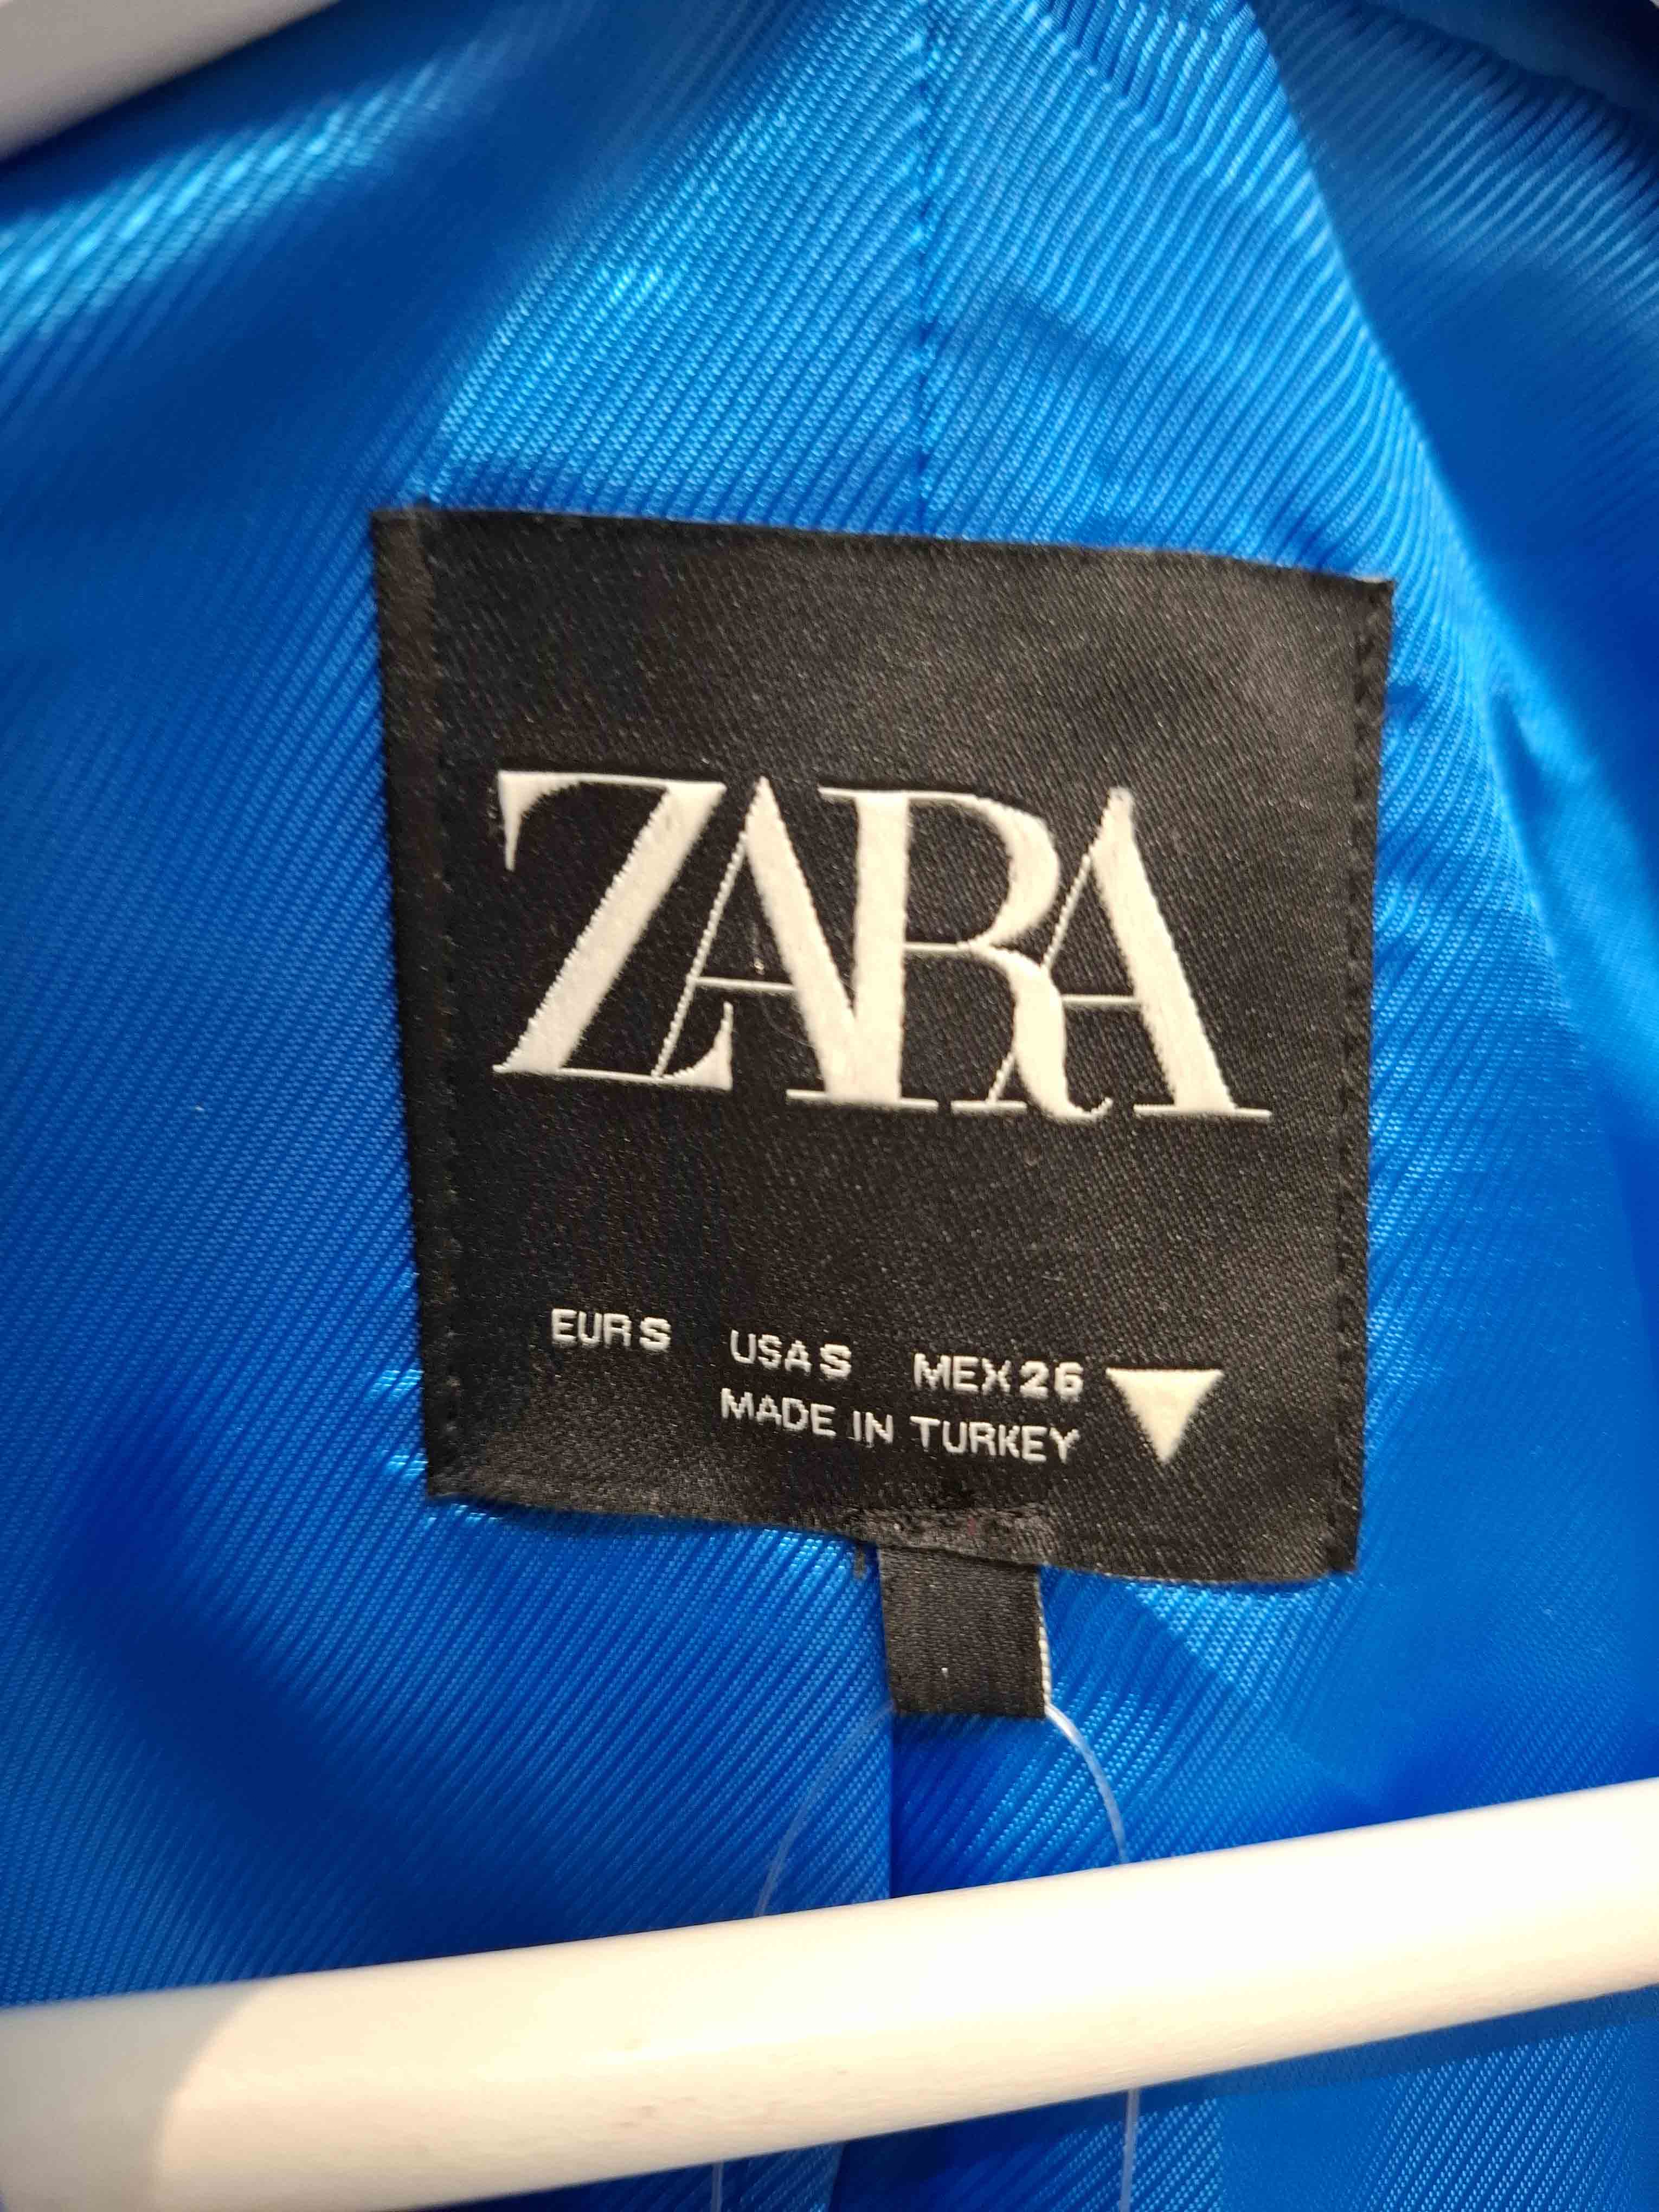 ZARA
EUR S USA S MEX 26
MADE IN TURKEY